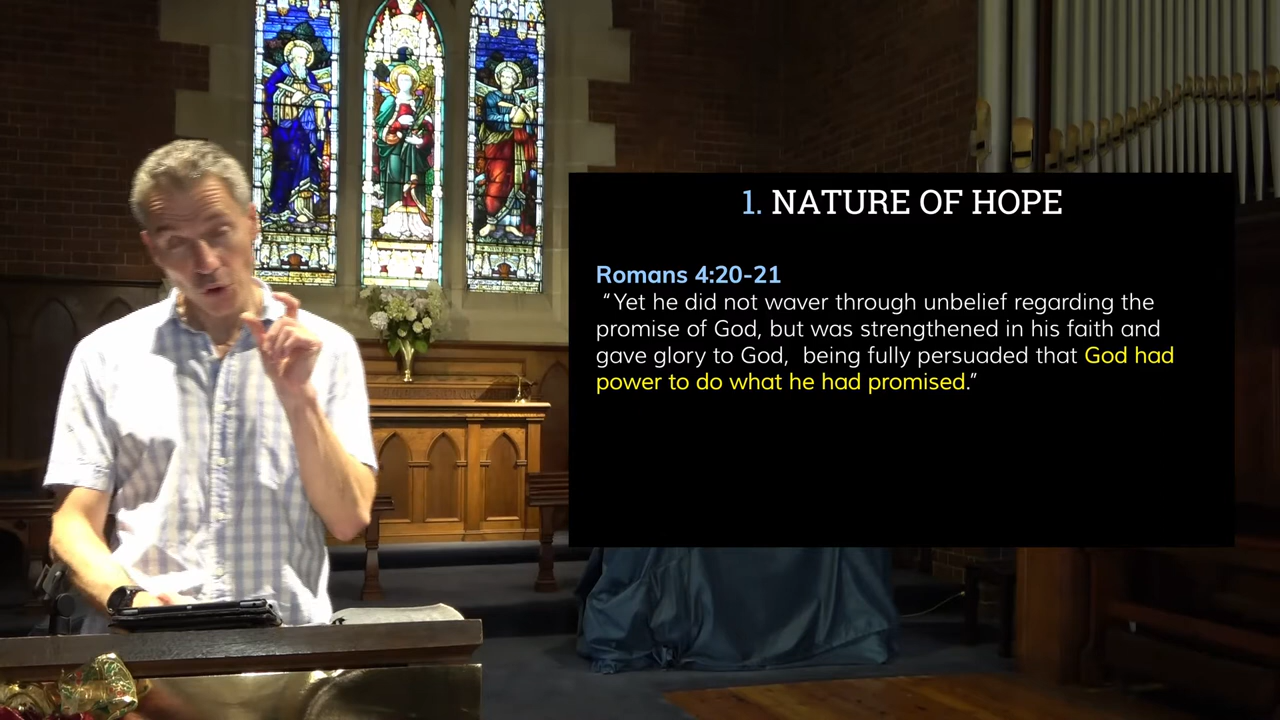 1. NATURE OF HOPE
Romans 4:20-21
“Yet he did not waver through unbelief regarding the
promise of God, but was strengthened in his faith and
gave glory to God,  being fully persuaded that God had
power to do what he had promised.”